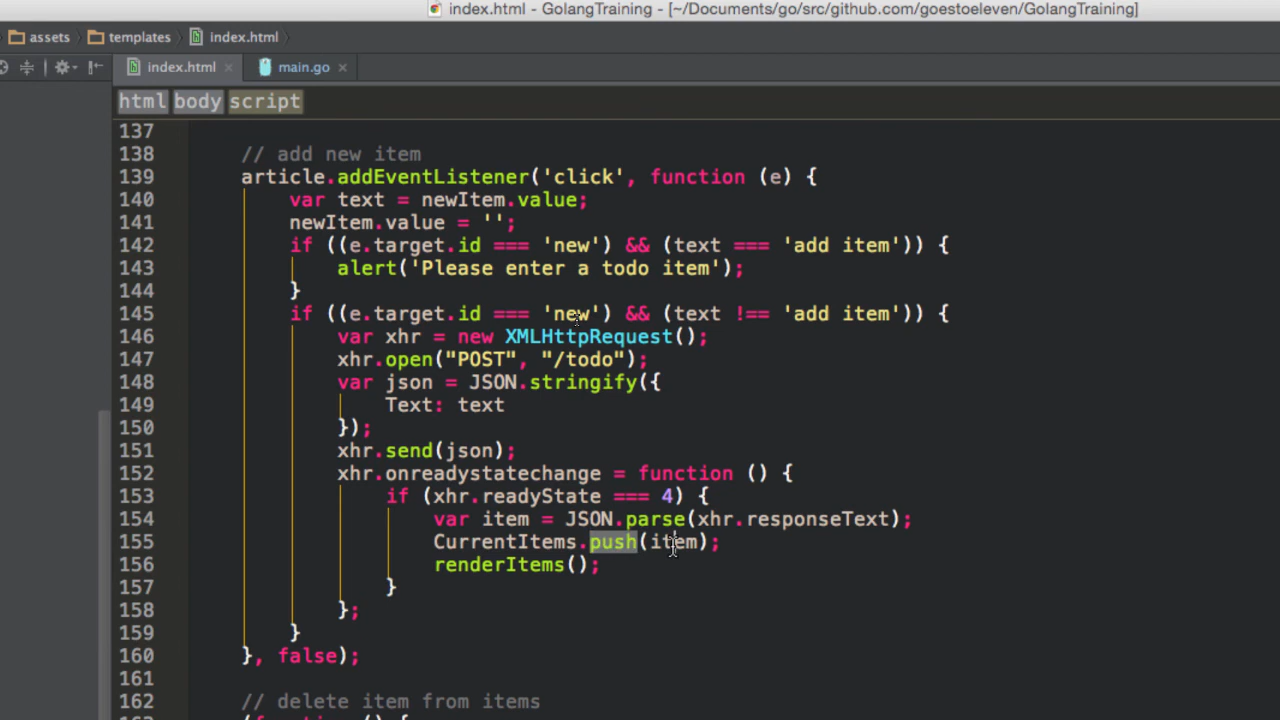 index.html - GolangTraining - [~/Documents/go/src/github.com/goestoeleven/GolangTraining]
assets templates index.html
index.html main.go
html body script
137
138 // add new item
139 article.addEventListener('click', function (e) {
140 var text = newItem.value;
141 newItem.value = '';
142 if ((e.target.id === 'new') && (text === 'add item')) {
143 alert('Please enter a todo item');
144 }
145 if ((e.target.id === 'new') && (text !== 'add item')) {
146 var xhr = new XMLHttpRequest();
147 xhr.open("POST", "/todo");
148 var json = JSON.stringify({
149 Text: text
150 });
151 xhr.send(json);
152 xhr.onreadystatechange = function () {
153 if (xhr.readyState === 4) {
154 var item = JSON.parse(xhr.responseText);
155 CurrentItems.push(item);
156 renderItems();
157 }
158 };
159 }
160 }, false);
161
162 // delete item from items
163 (function () {